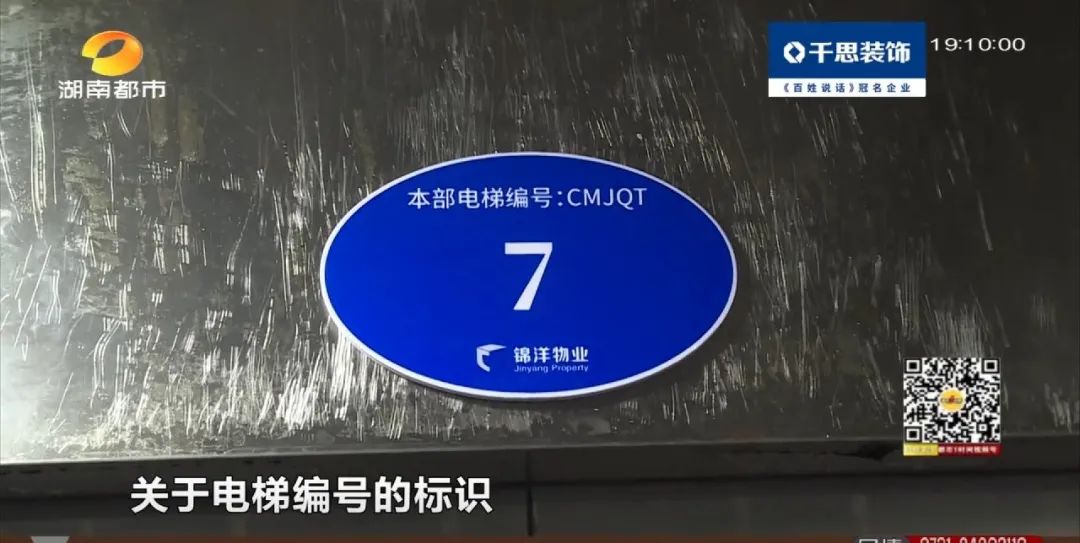 湖南都市
千思装饰
《百姓说话》冠名企业
19:10:00
本部电梯编号:CMJQT
7
锦洋物业
Jinyang Property
关于电梯编号的标识